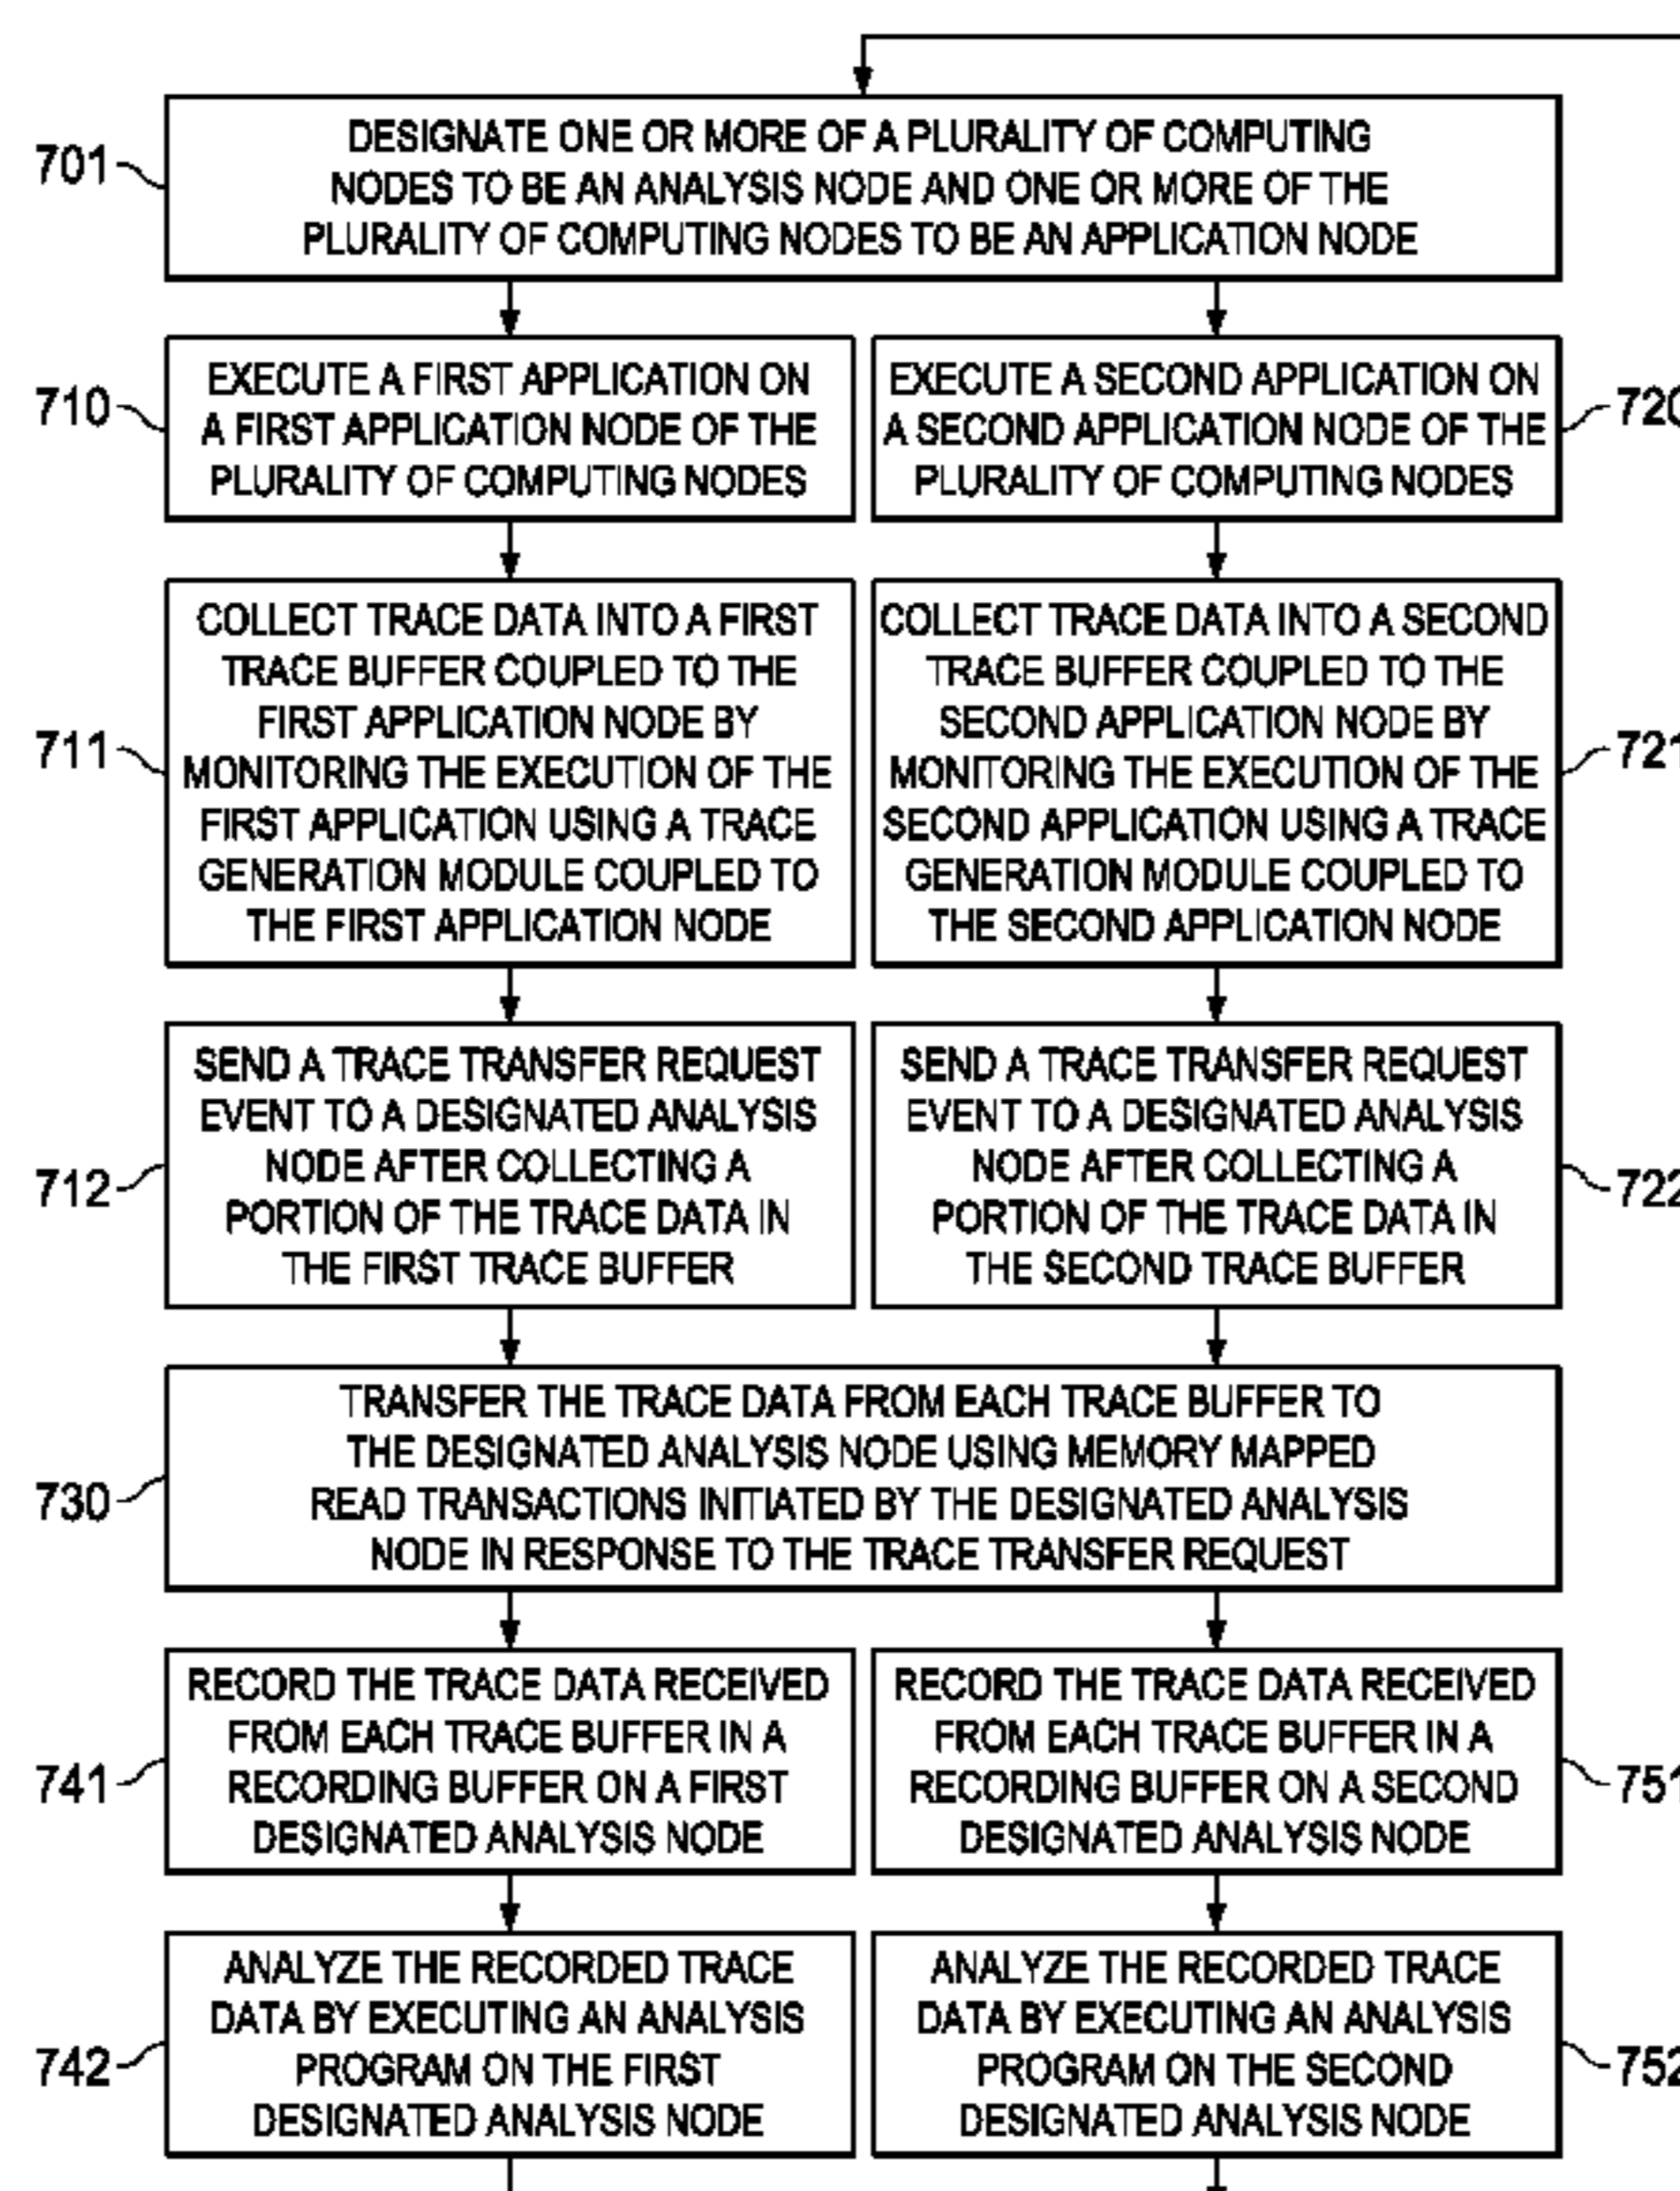 701
DESIGNATE ONE OR MORE OF A PLURALITY OF COMPUTING
NODES TO BE AN ANALYSIS NODE AND ONE OR MORE OF THE
PLURALITY OF COMPUTING NODES TO BE AN APPLICATION NODE
710
EXECUTE A FIRST APPLICATION ON
A FIRST APPLICATION NODE OF THE
PLURALITY OF COMPUTING NODES
EXECUTE A SECOND APPLICATION ON
A SECOND APPLICATION NODE OF THE
PLURALITY OF COMPUTING NODES
720
711
COLLECT TRACE DATA INTO A FIRST
TRACE BUFFER COUPLED TO THE
FIRST APPLICATION NODE BY
MONITORING THE EXECUTION OF THE
FIRST APPLICATION USING A TRACE
GENERATION MODULE COUPLED TO
THE FIRST APPLICATION NODE
COLLECT TRACE DATA INTO A SECOND
TRACE BUFFER COUPLED TO THE
SECOND APPLICATION NODE BY
MONITORING THE EXECUTION OF THE
SECOND APPLICATION USING A TRACE
GENERATION MODULE COUPLED TO
THE SECOND APPLICATION NODE
721
712
SEND A TRACE TRANSFER REQUEST
EVENT TO A DESIGNATED ANALYSIS
NODE AFTER COLLECTING A
PORTION OF THE TRACE DATA IN
THE FIRST TRACE BUFFER
SEND A TRACE TRANSFER REQUEST
EVENT TO A DESIGNATED ANALYSIS
NODE AFTER COLLECTING A
PORTION OF THE TRACE DATA IN
THE SECOND TRACE BUFFER
722
730
TRANSFER THE TRACE DATA FROM EACH TRACE BUFFER TO
THE DESIGNATED ANALYSIS NODE USING MEMORY MAPPED
READ TRANSACTIONS INITIATED BY THE DESIGNATED ANALYSIS
NODE IN RESPONSE TO THE TRACE TRANSFER REQUEST
741
RECORD THE TRACE DATA RECEIVED
FROM EACH TRACE BUFFER IN A
RECORDING BUFFER ON A FIRST
DESIGNATED ANALYSIS NODE
RECORD THE TRACE DATA RECEIVED
FROM EACH TRACE BUFFER IN A
RECORDING BUFFER ON A SECOND
DESIGNATED ANALYSIS NODE
751
742
ANALYZE THE RECORDED TRACE
DATA BY EXECUTING AN ANALYSIS
PROGRAM ON THE FIRST
DESIGNATED ANALYSIS NODE
ANALYZE THE RECORDED TRACE
DATA BY EXECUTING AN ANALYSIS
PROGRAM ON THE SECOND
DESIGNATED ANALYSIS NODE
752